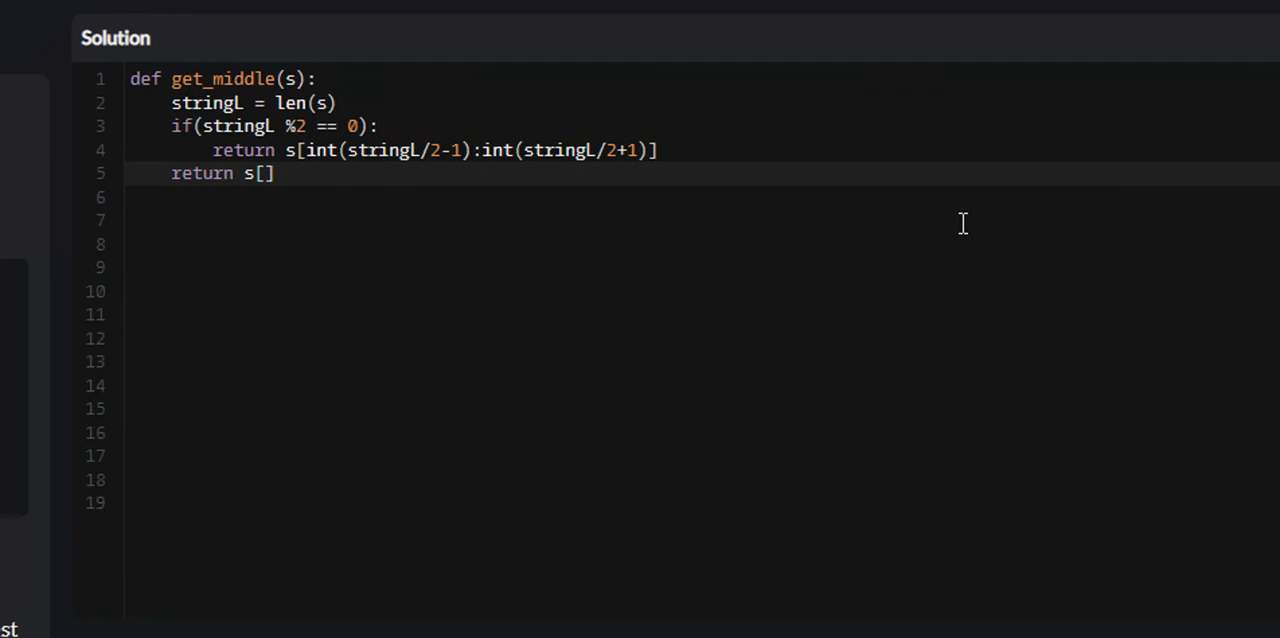 Solution
1 def get_middle(s):
2     stringL = len(s)
3     if(stringL %2 == 0):
4         return s[int(stringL/2-1):int(stringL/2+1)]
5     return s[]
6
7
8
9
10
11
12
13
14
15
16
17
18
19
est